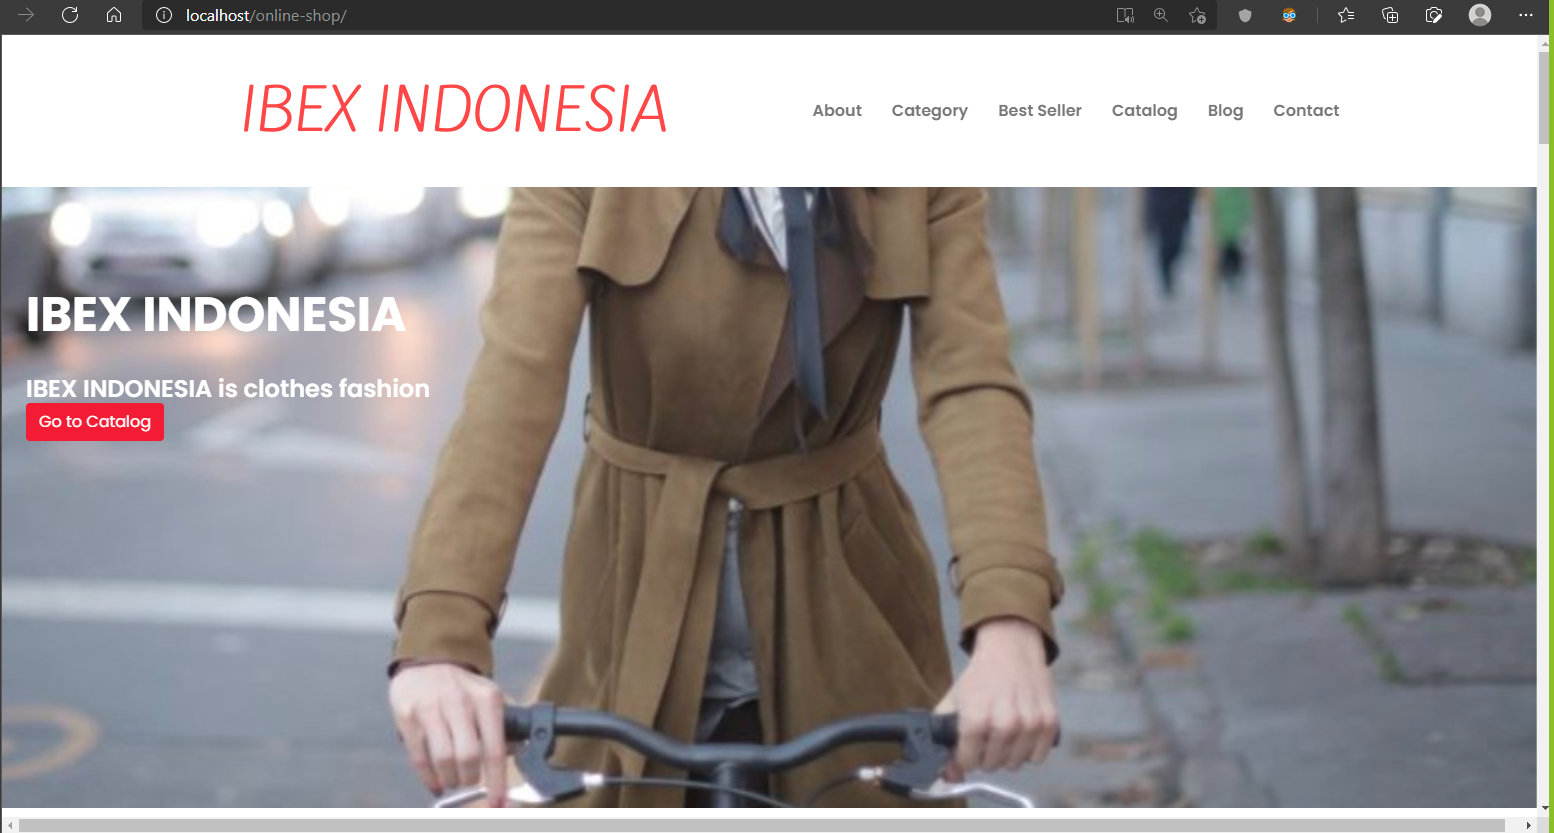 localhost/online-shop/
IBEX INDONESIA
About Category Best Seller Catalog Blog Contact
IBEX INDONESIA
IBEX INDONESIA is clothes fashion
Go to Catalog